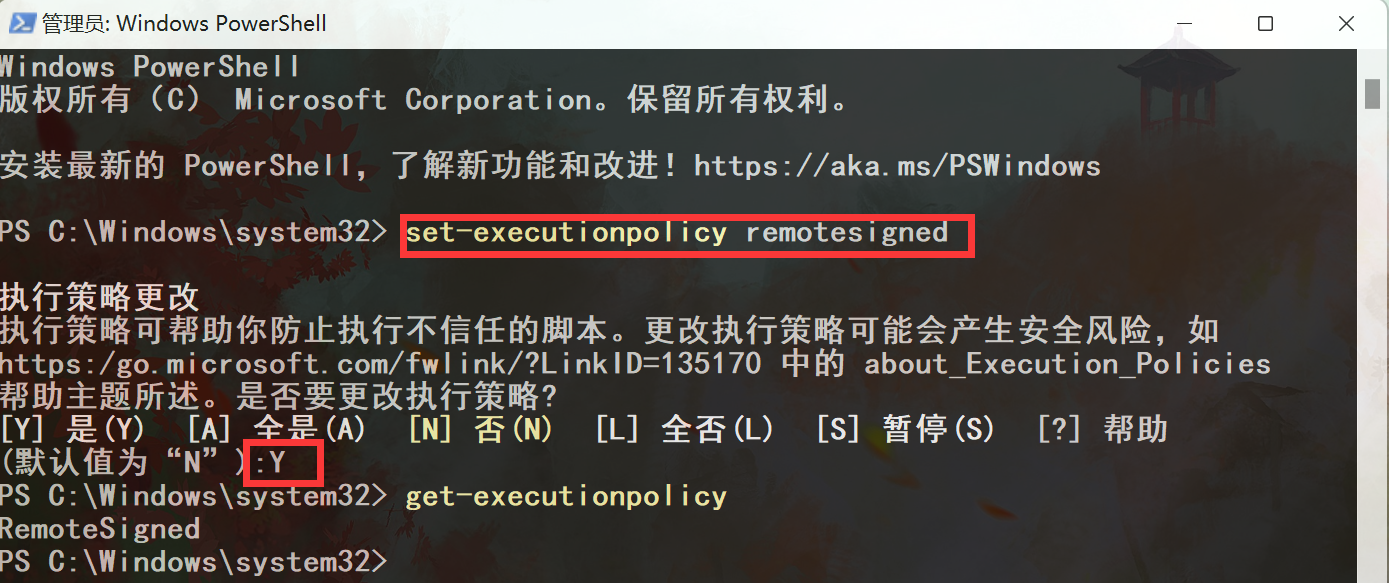 管理员: Windows PowerShell
Windows PowerShell
版权所有（C） Microsoft Corporation。保留所有权利。
安装最新的 PowerShell，了解新功能和改进！https://aka.ms/PSWindows
PS C:\Windows\system32> set-executionpolicy remotesigned
执行策略更改
执行策略可帮助你防止执行不信任的脚本。更改执行策略可能会产生安全风险，如
https:/go.microsoft.com/fwlink/?LinkID=135170 中的 about_Execution_Policies
帮助主题所述。是否要更改执行策略?
[Y] 是(Y)  [A] 全是(A)  [N] 否(N)  [L] 全否(L)  [S] 暂停(S)  [?] 帮助
(默认值为“N”):Y
PS C:\Windows\system32> get-executionpolicy
RemoteSigned
PS C:\Windows\system32>